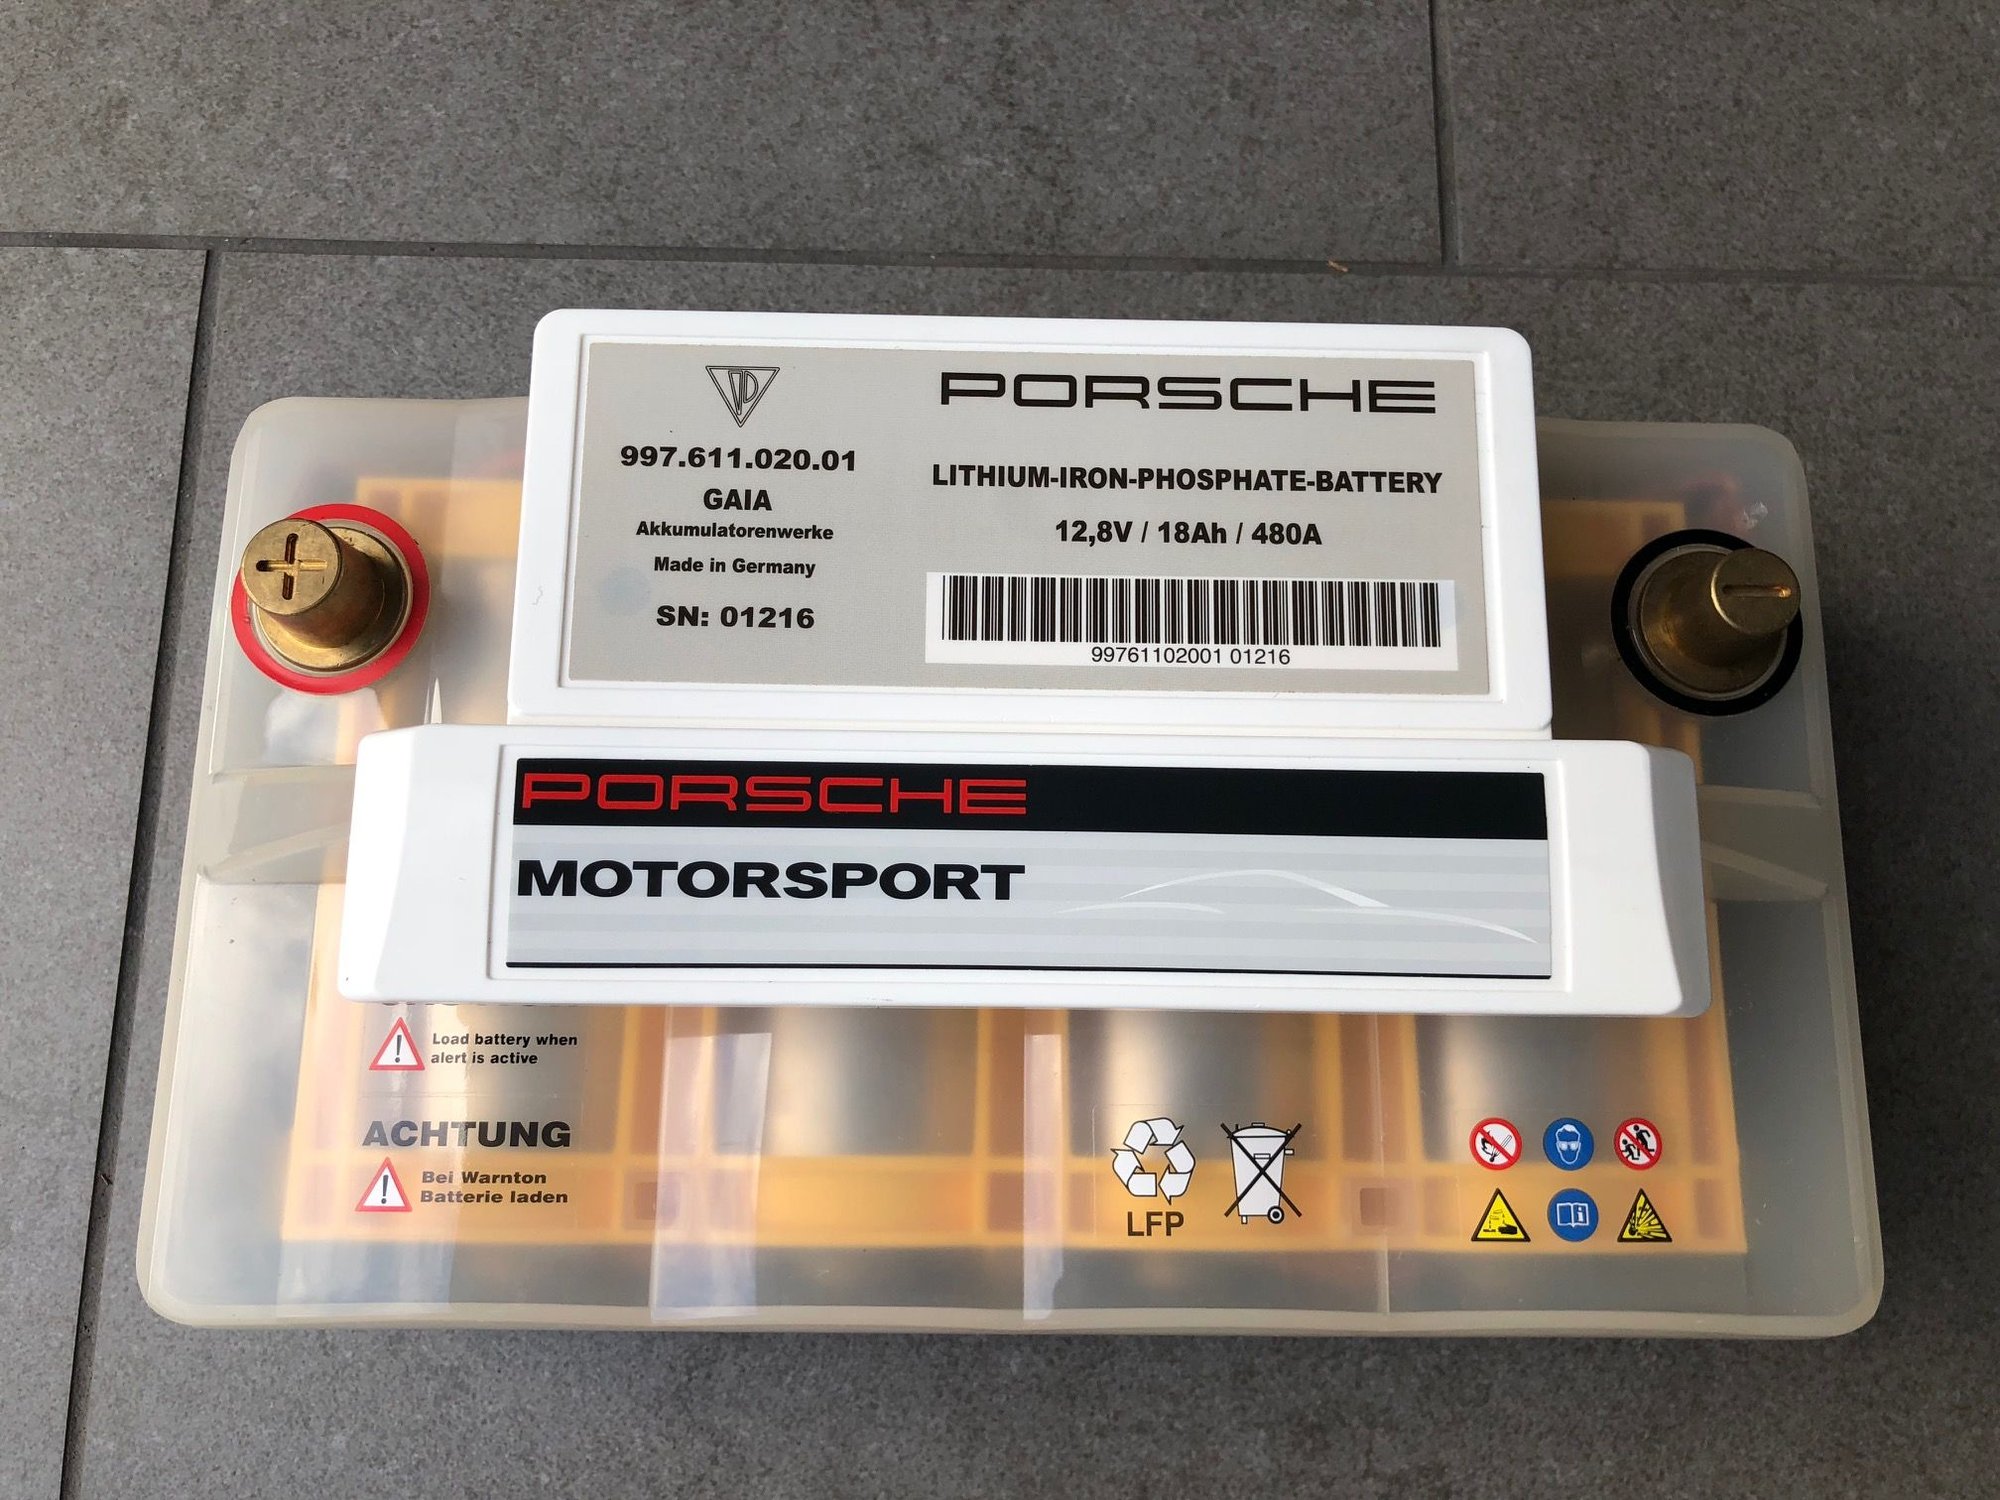 997.611.020.01
GAIA
Akkumulatorenwerke
Made in Germany
SN: 01216
PORSCHE
LITHIUM-IRON-PHOSPHATE-BATTERY
12,8V / 18Ah / 480A
99761102001 01216
PORSCHE
MOTORSPORT
Load battery when
alert is active
ACHTUNG
Bei Warnton
Batterie laden
LFP